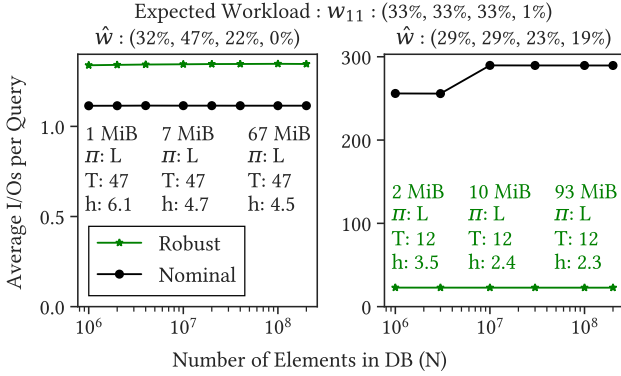 Expected Workload : w₁₁ : (33%, 33%, 33%, 1%)
ŵ : (32%, 47%, 22%, 0%)
ŵ : (29%, 29%, 23%, 19%)
Average I/Os per Query
1.0
0.5
0.0
1 MiB 7 MiB 67 MiB
π: L π: L π: L
T: 47 T: 47 T: 47
h: 6.1 h: 4.7 h: 4.5
Robust
Nominal
10⁶ 10⁷ 10⁸
300
200
100
0
2 MiB 10 MiB 93 MiB
π: L π: L π: L
T: 12 T: 12 T: 12
h: 3.5 h: 2.4 h: 2.3
10⁶ 10⁷ 10⁸
Number of Elements in DB (N)